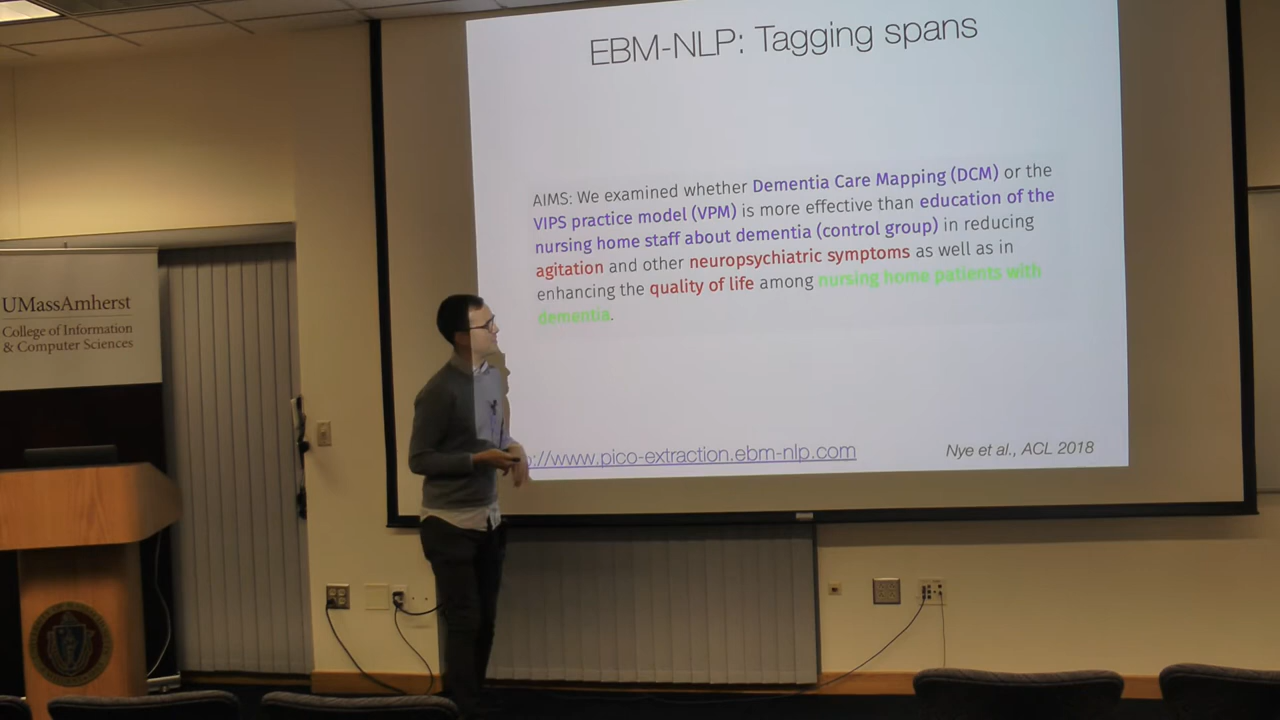 EBM-NLP: Tagging spans
AIMS: We examined whether Dementia Care Mapping (DCM) or the
VIPS practice model (VPM) is more effective than education of the
nursing home staff about dementia (control group) in reducing
agitation and other neuropsychiatric symptoms as well as in
enhancing the quality of life among nursing home patients with
dementia.
://www.pico-extraction.ebm-nlp.com
Nye et al., ACL 2018
UMassAmherst
College of Information
& Computer Sciences